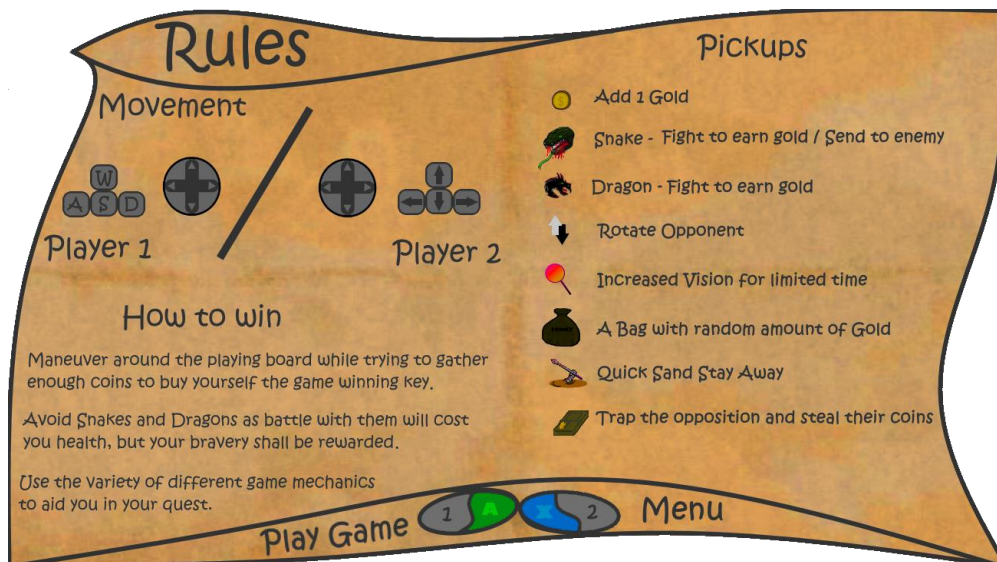 Rules
Movement
W
A S D
Player 1
Player 2
How to win
Maneuver around the playing board while trying to gather
enough coins to buy yourself the game winning key.
Avoid Snakes and Dragons as battle with them will cost
you health, but your bravery shall be rewarded.
Use the variety of different game mechanics
to aid you in your quest.
Pickups
Add 1 Gold
Snake - Fight to earn gold / Send to enemy
Dragon - Fight to earn gold
Rotate Opponent
Increased Vision for limited time
A Bag with random amount of Gold
Quick Sand Stay Away
Trap the opposition and steal their coins
Play Game 1 A X 2 Menu